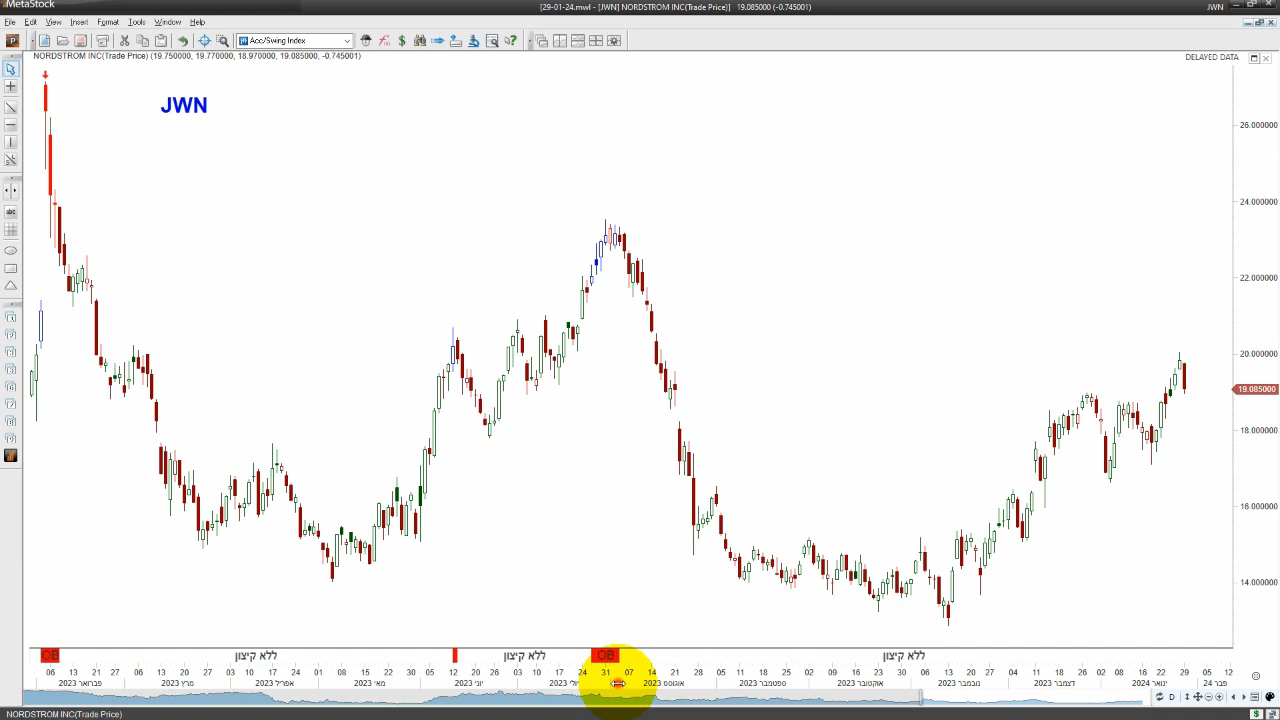 MetaStock
[29-01-24.mwl - [JWN] NORDSTROM INC(Trade Price)] 19.085000 (-0.745001)
JWN
File Edit View Insert Format Tools Window Help
Acc/Swing Index
NORDSTROM INC(Trade Price) (19.750000, 19.770000, 18.970000, 19.085000, -0.745001)
DELAYED DATA
JWN
26.000000
24.000000
22.000000
20.000000
19.085000
18.000000
16.000000
14.000000
OB ללא קיצון ללא קיצון OB ללא קיצון
06 13 21 27 06 13 20 27 03 10 17 24 01 08 15 22 30 05 12 20 26 03 10 17 24 31 07 14 21 28 05 11 18 25 02 09 16 23 30 06 13 20 27 04 11 18 26 02 08 16 22 29 05 12
פברואר 2023 מרץ 2023 אפריל 2023 מאי 2023 יוני 2023 יולי 2023 אוגוסט 2023 ספטמבר 2023 אוקטובר 2023 נובמבר 2023 דצמבר 2023 ינואר 2024 פבר 24
D
NORDSTROM INC(Trade Price)